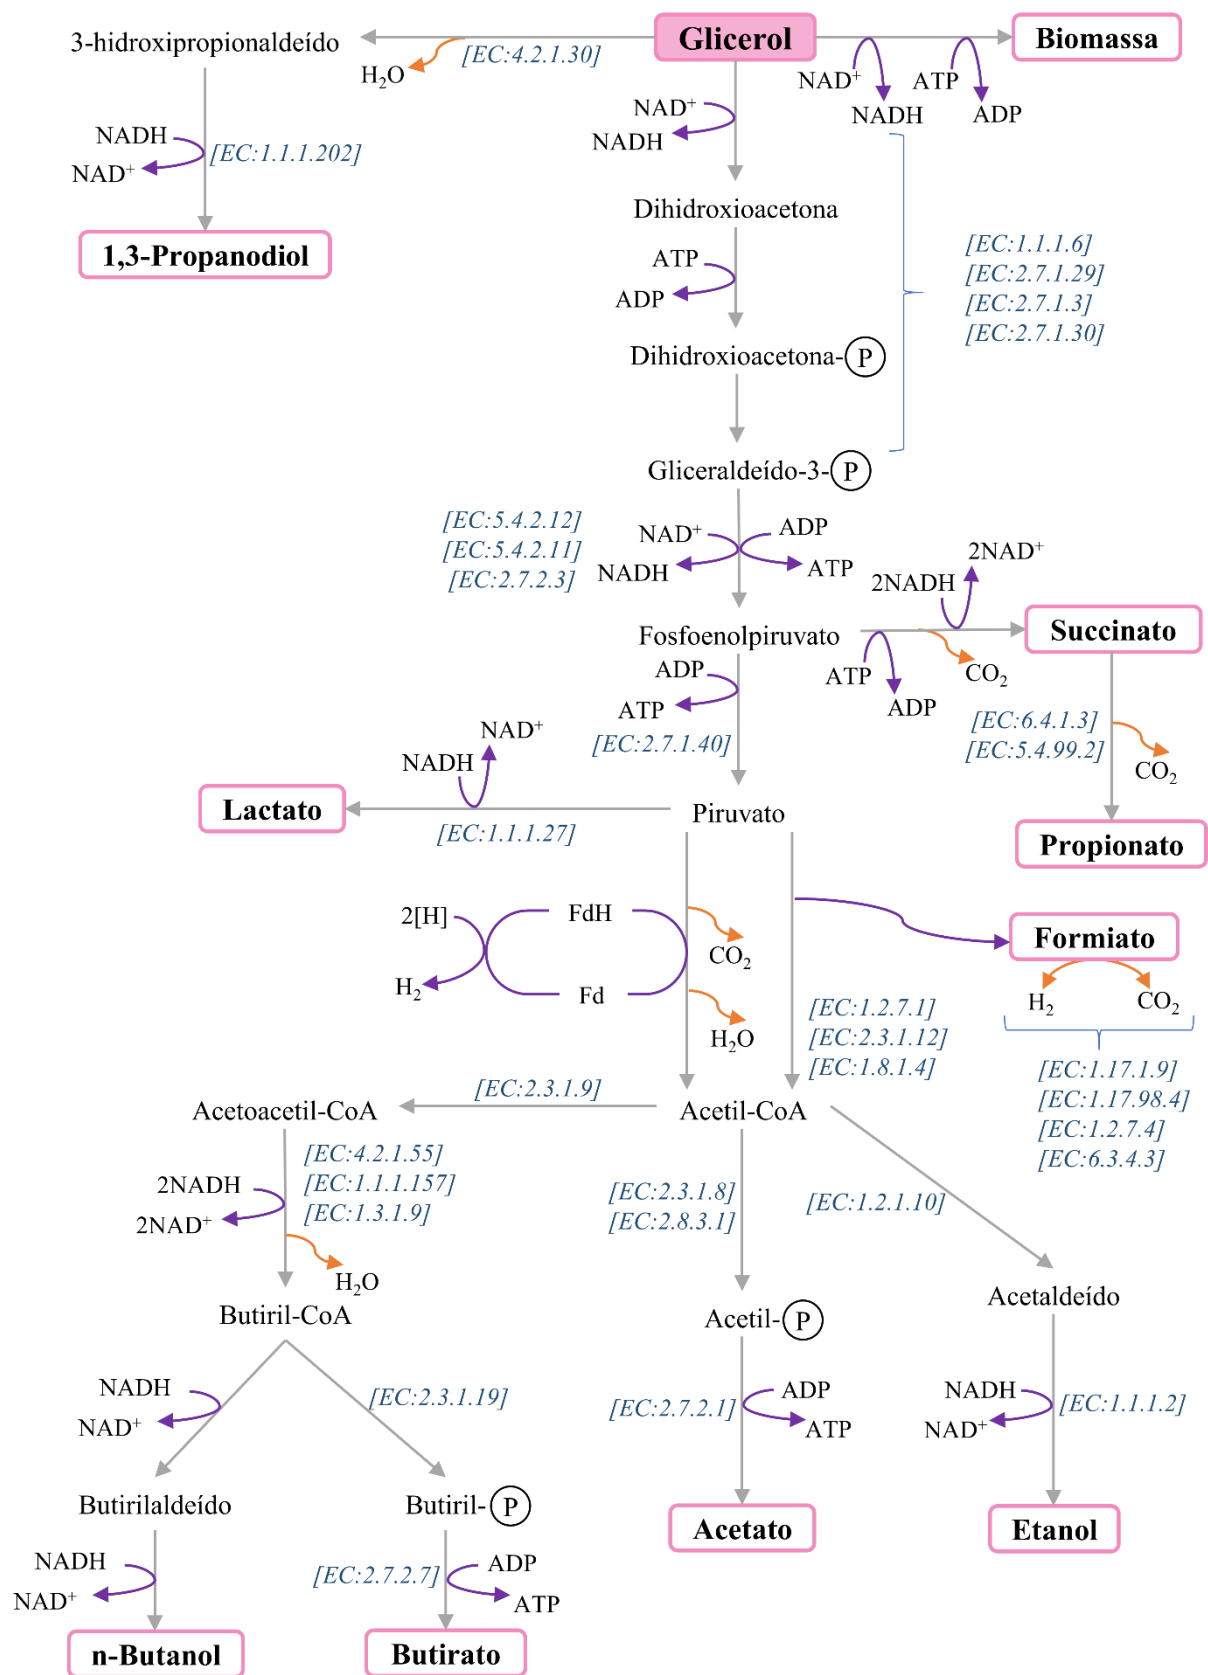 3-hidroxipropionaldeído
[EC:4.2.1.30]
H₂O
Glicerol
Biomassa
NAD⁺
NADH
ATP
ADP
NAD⁺
NADH
NADH
NAD⁺
[EC:1.1.1.202]
1,3-Propanodiol
Dihidroxioacetona
ATP
ADP
[EC:1.1.1.6]
[EC:2.7.1.29]
[EC:2.7.1.3]
[EC:2.7.1.30]
Dihidroxioacetona-P
Gliceraldeído-3-P
[EC:5.4.2.12]
[EC:5.4.2.11]
[EC:2.7.2.3]
NAD⁺
NADH
ADP
ATP
2NADH
2NAD⁺
Fosfoenolpiruvato
Succinato
ATP
ADP
CO₂
ADP
ATP
[EC:2.7.1.40]
[EC:6.4.1.3]
[EC:5.4.99.2]
CO₂
NADH
NAD⁺
Lactato
[EC:1.1.1.27]
Piruvato
Propionato
2[H]
H₂
FdH
Fd
CO₂
H₂O
Formiato
H₂
CO₂
[EC:1.2.7.1]
[EC:2.3.1.12]
[EC:1.8.1.4]
[EC:1.17.1.9]
[EC:1.17.98.4]
[EC:1.2.7.4]
[EC:6.3.4.3]
Acetoacetil-CoA
[EC:2.3.1.9]
Acetil-CoA
[EC:4.2.1.55]
[EC:1.1.1.157]
[EC:1.3.1.9]
2NADH
2NAD⁺
H₂O
[EC:2.3.1.8]
[EC:2.8.3.1]
[EC:1.2.1.10]
Butiril-CoA
Acetil-P
Acetaldeído
NADH
NAD⁺
[EC:2.3.1.19]
[EC:2.7.2.1]
ADP
ATP
NADH
NAD⁺
[EC:1.1.1.2]
Butirilaldeído
Butiril-P
Acetato
Etanol
NADH
NAD⁺
[EC:2.7.2.7]
ADP
ATP
n-Butanol
Butirato